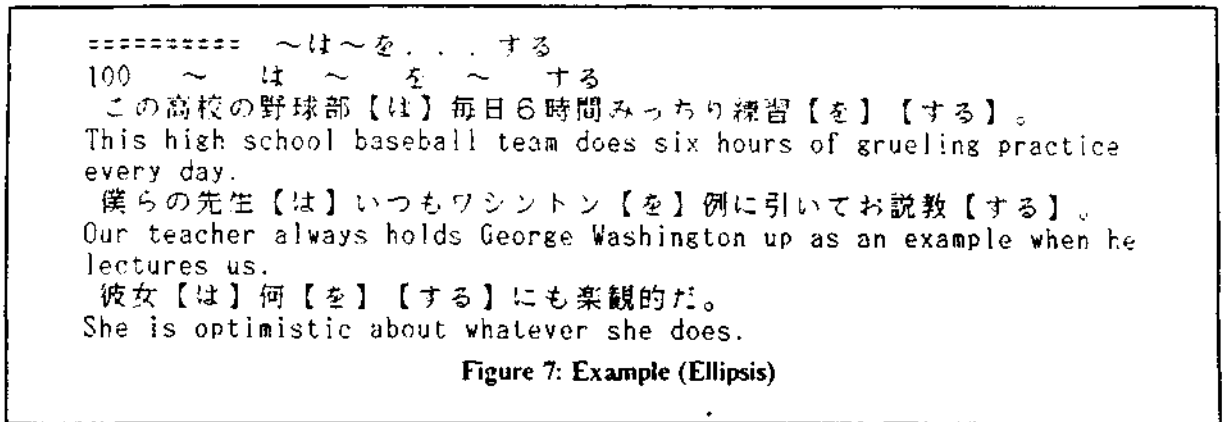 ========== ～は～を．．．する
100 ～ は ～ を ～ する
この高校の野球部【は】毎日６時間みっちり練習【を】【する】。
This high school baseball team does six hours of grueling practice
every day.
僕らの先生【は】いつもワシントン【を】例に引いてお説教【する】。
Our teacher always holds George Washington up as an example when he
lectures us.
彼女【は】何【を】【する】にも楽観的だ。
She is optimistic about whatever she does.
Figure 7: Example (Ellipsis)